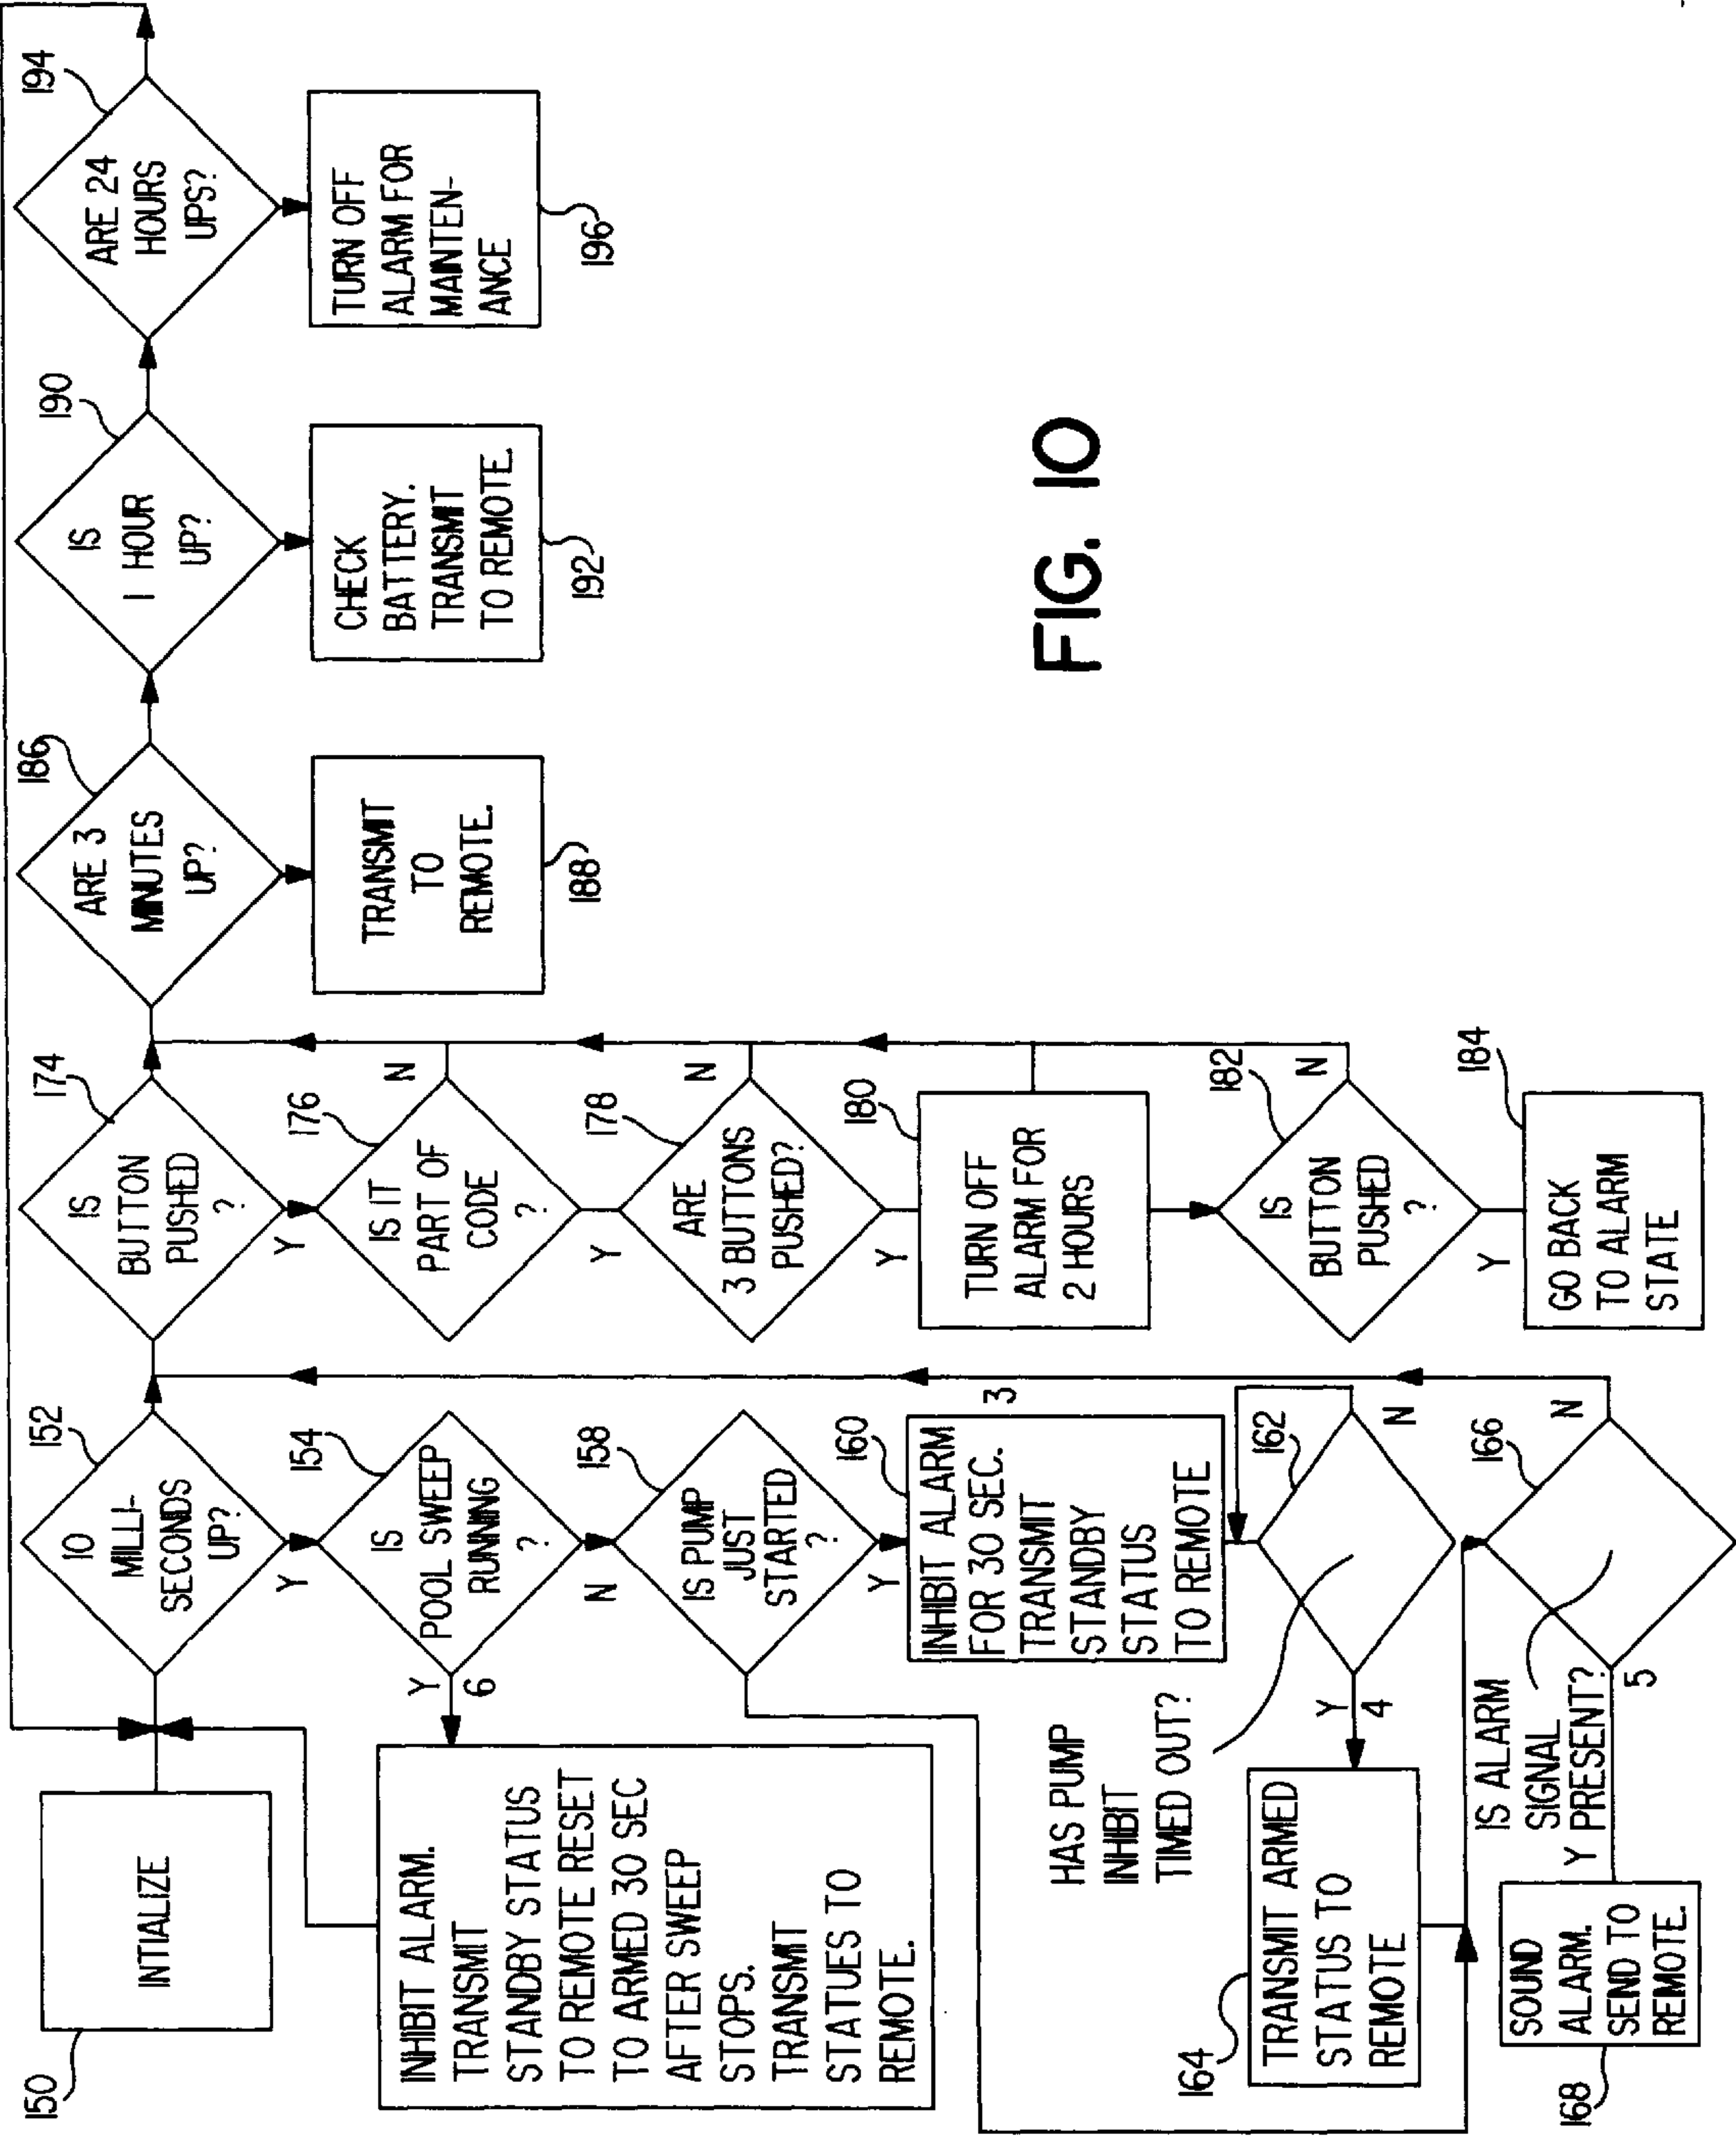 150
INTIALIZE
152
10
MILLI-
SECONDS
UP?
Y
154
IS
POOL SWEEP
RUNNING
?
Y
6
N
INHIBIT ALARM.
TRANSMIT
STANDBY STATUS
TO REMOTE RESET
TO ARMED 30 SEC
AFTER SWEEP
STOPS.
TRANSMIT
STATUES TO
REMOTE.
158
IS PUMP
JUST
STARTED
?
Y
160
INHIBIT ALARM
FOR 30 SEC.
TRANSMIT
STANDBY
STATUS
TO REMOTE
3
162
HAS PUMP
INHIBIT
TIMED OUT?
N
Y
4
164
TRANSMIT ARMED
STATUS TO
REMOTE
166
IS ALARM
SIGNAL
PRESENT?
N
Y
5
168
SOUND
ALARM.
SEND TO
REMOTE.
174
IS
BUTTON
PUSHED
?
Y
176
IS IT
PART OF
CODE
?
N
Y
178
ARE
3 BUTTONS
PUSHED?
N
Y
180
TURN OFF
ALARM FOR
2 HOURS
182
IS
BUTTON
PUSHED
?
N
Y
184
GO BACK
TO ALARM
STATE
186
ARE 3
MINUTES
UP?
TRANSMIT
TO
REMOTE.
188
190
IS
1 HOUR
UP?
CHECK
BATTERY.
TRANSMIT
TO REMOTE.
192
194
ARE 24
HOURS
UPS?
TURN OFF
ALARM FOR
MAINTEN-
ANCE
196
FIG. 10